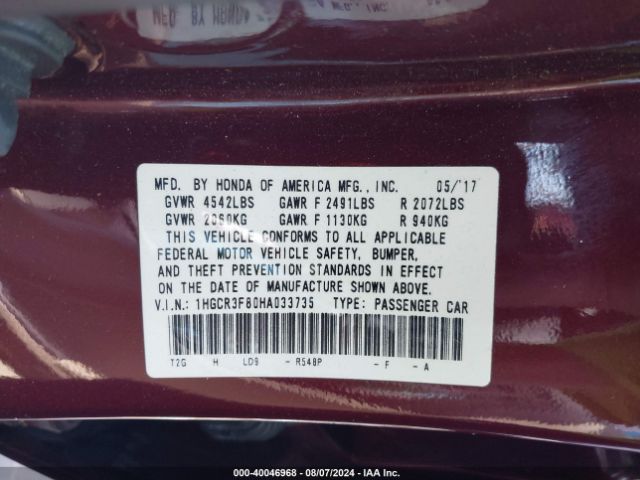 MFD. BY HONDA OF AMERICA MFG., INC. 05/'17
GVWR 4542LBS GAWR F 2491LBS R 2072LBS
GVWR 2060KG GAWR F 1130KG R 940KG
THIS VEHICLE CONFORMS TO ALL APPLICABLE
FEDERAL MOTOR VEHICLE SAFETY, BUMPER,
AND THEFT PREVENTION STANDARDS IN EFFECT
ON THE DATE OF MANUFACTURE SHOWN ABOVE.
V.I.N.: 1HGCR3F80HA033735 TYPE: PASSENGER CAR
T2G H LD9 - R548P - F - A
Copart 40046968 • 08/07/2024 • IAA Inc.